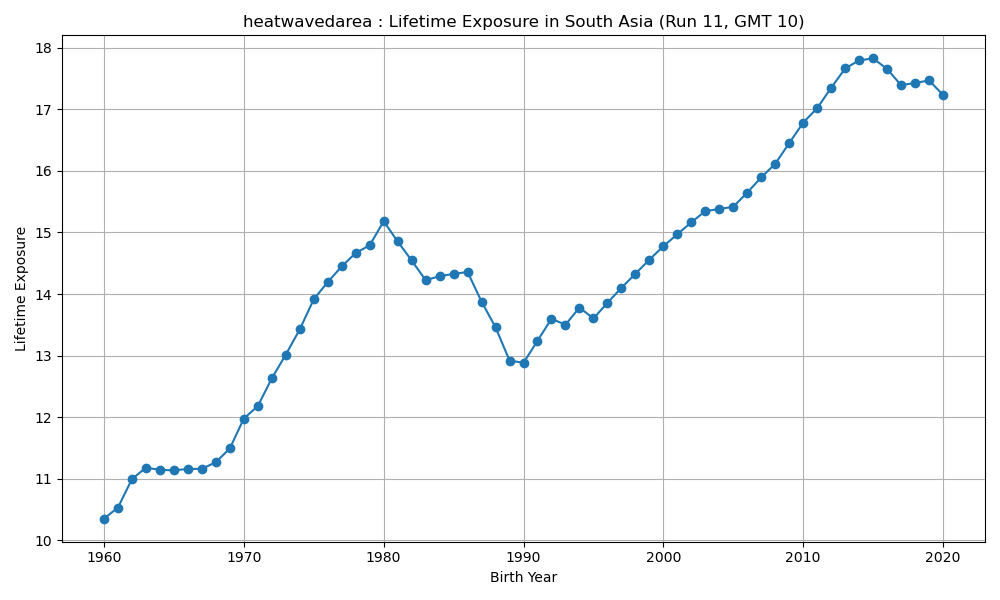 heatwavedarea : Lifetime Exposure in South Asia (Run 11, GMT 10)
18
17
16
15
14
13
12
11
10
Lifetime Exposure
1960 1970 1980 1990 2000 2010 2020
Birth Year